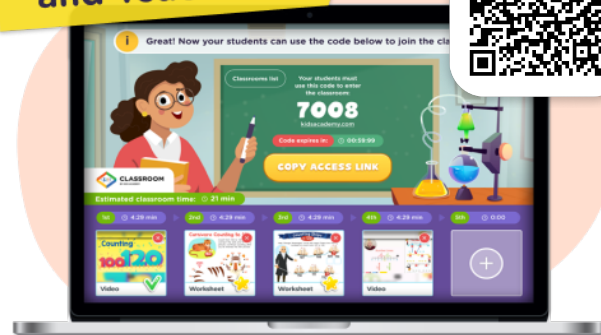 and
Great! Now your students can use the code below to join the
Classrooms list
Your students must
use this code to enter
the classroom:
7008
kidsacademy.com
Code expires in: 00:59:99
COPY ACCESS LINK
CLASSROOM
Estimated classroom time: 21 min
1st 4:29 min 2nd 4:29 min 3rd 4:29 min 4th 4:29 min 5th 0:00
Counting
100 120
Video
Worksheet
Worksheet
Video